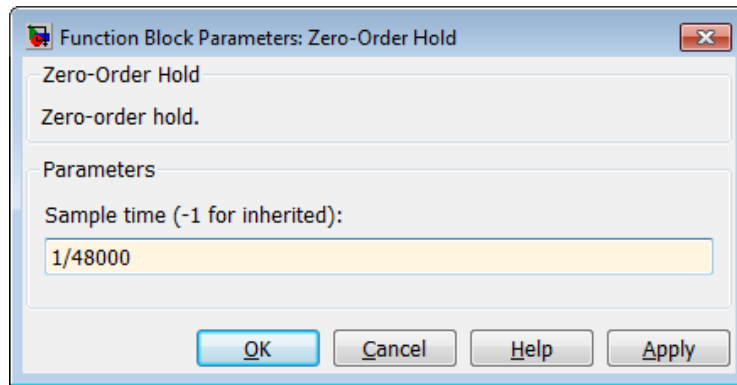 Function Block Parameters: Zero-Order Hold
Zero-Order Hold
Zero-order hold.
Parameters
Sample time (-1 for inherited):
1/48000
OK Cancel Help Apply